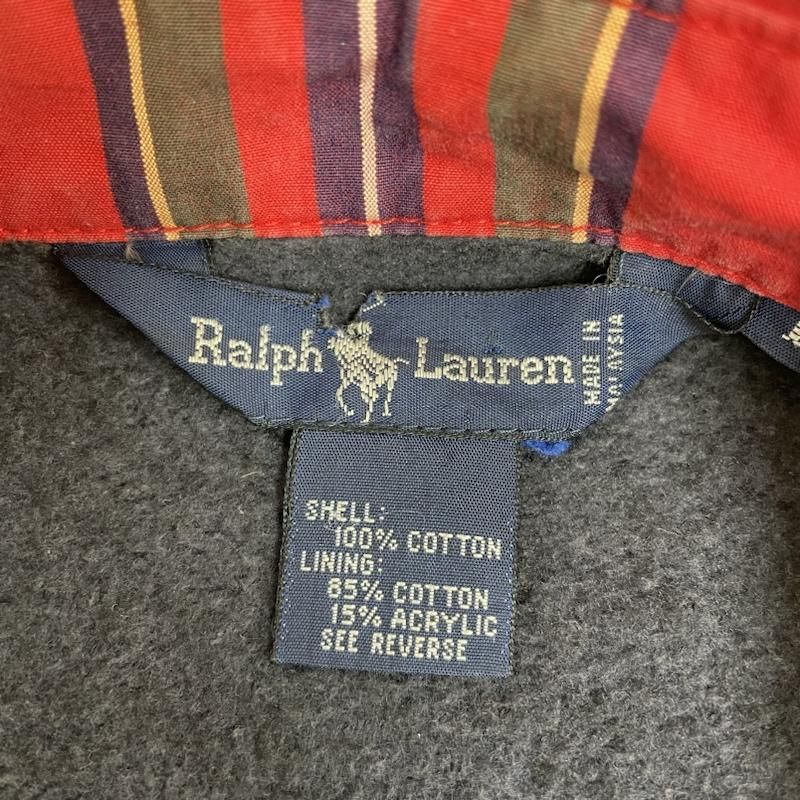 Ralph Lauren
MADE IN
MALAYSIA
SHELL:
100% COTTON
LINING:
85% COTTON
15% ACRYLIC
SEE REVERSE